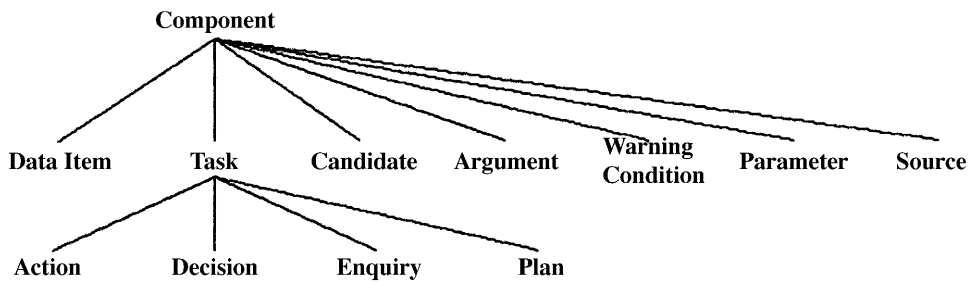 Component
Data Item
Task
Candidate
Argument
Warning
Condition
Parameter
Source
Action
Decision
Enquiry
Plan